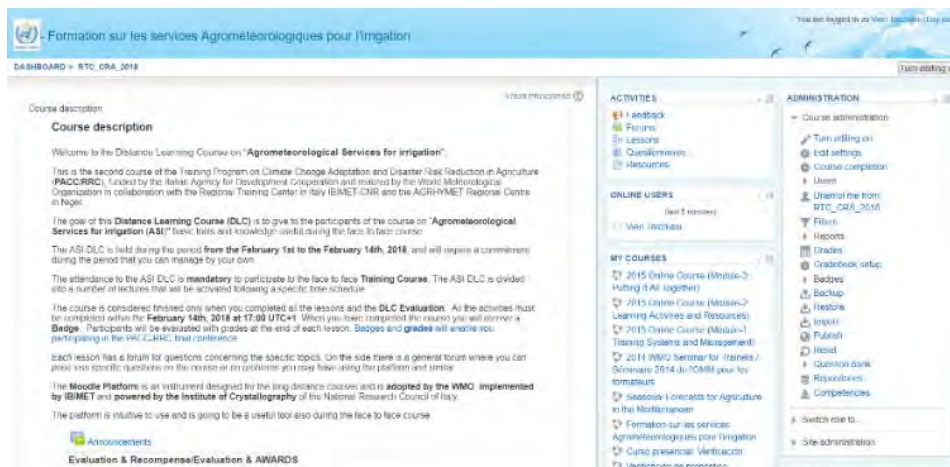 You are logged in as
- Formation sur les services Agrométéorologiques pour l'irrigation
DASHBOARD ▸ RTC_CRA_2018
Turn editing
YOUR PROGRESS
Course description
Course description
Welcome to the Distance Learning Course on "Agrometeorological Services for irrigation".
This is the second course of the Training Program on Climate Change Adaptation and Disaster Risk Reduction in Agriculture
(PACC/RRC), funded by the Italian Agency for Development Cooperation and realized by the World Meteorological
Organization in collaboration with the Regional Training Center in Italy IBIMET-CNR and the AGRHYMET Regional Centre
in Niger.
The goal of this Distance Learning Course (DLC) is to give to the participants of the course on "Agrometeorological
Services for irrigation (ASI)" basic tools and knowledge useful during the face to face course.
The ASI-DLC is held during the period from the February 1st to the February 14th, 2018, and will require a commitment
during the period that you can manage by your own.
The attendance to the ASI DLC is mandatory to participate to the face to face Training Course. The ASI DLC is divided
into a number of lectures that will be activated following a specific time schedule.
The course is considered finished only when you completed all the lessons and the DLC Evaluation. All the activities must
be completed within the February 14th, 2018 at 17:00 UTC+1. When you have completed the course you will receive a
Badge. Participants will be evaluated with grades at the end of each lesson. Badges and grades will enable you
participating in the PACC-RRC final conference.
Each lesson has a forum for questions concerning the specific topics. On the side there is a general forum where you can
post less specific questions on the course or on problems you may have using the platform and similar.
The Moodle Platform is an instrument designed for the long distance courses and is adopted by the WMO, implemented
by IBIMET and powered by the Institute of Crystallography of the National Research Council of Italy.
The platform is intuitive to use and is going to be a useful tool also during the face to face course.
Announcements
Evaluation & Recompense/Evaluation & AWARDS
ACTIVITIES
Feedback
Forums
Lessons
Questionnaires
Resources
ONLINE USERS
(last 5 minutes)
MY COURSES
2015 Online Course (Module-3
Putting It All Together)
2015 Online Course (Module-2
Learning Activities and Resources)
2015 Online Course (Module-1
Training Systems and Management)
2014 WMO Seminar for Trainers /
Séminaire 2014 de l'OMM pour les
formateurs
Seasonal Forecasts for Agriculture
in the Mediterranean
Formation sur les services
Agrométéorologiques pour l'irrigation
Curso presencial: Verificación
ADMINISTRATION
Course administration
Turn editing on
Edit settings
Course completion
Users
Unenrol me from
RTC_CRA_2018
Filters
Reports
Grades
Gradebook setup
Badges
Backup
Restore
Import
Publish
Reset
Question bank
Repositories
Competencies
Switch role to...
Site administration